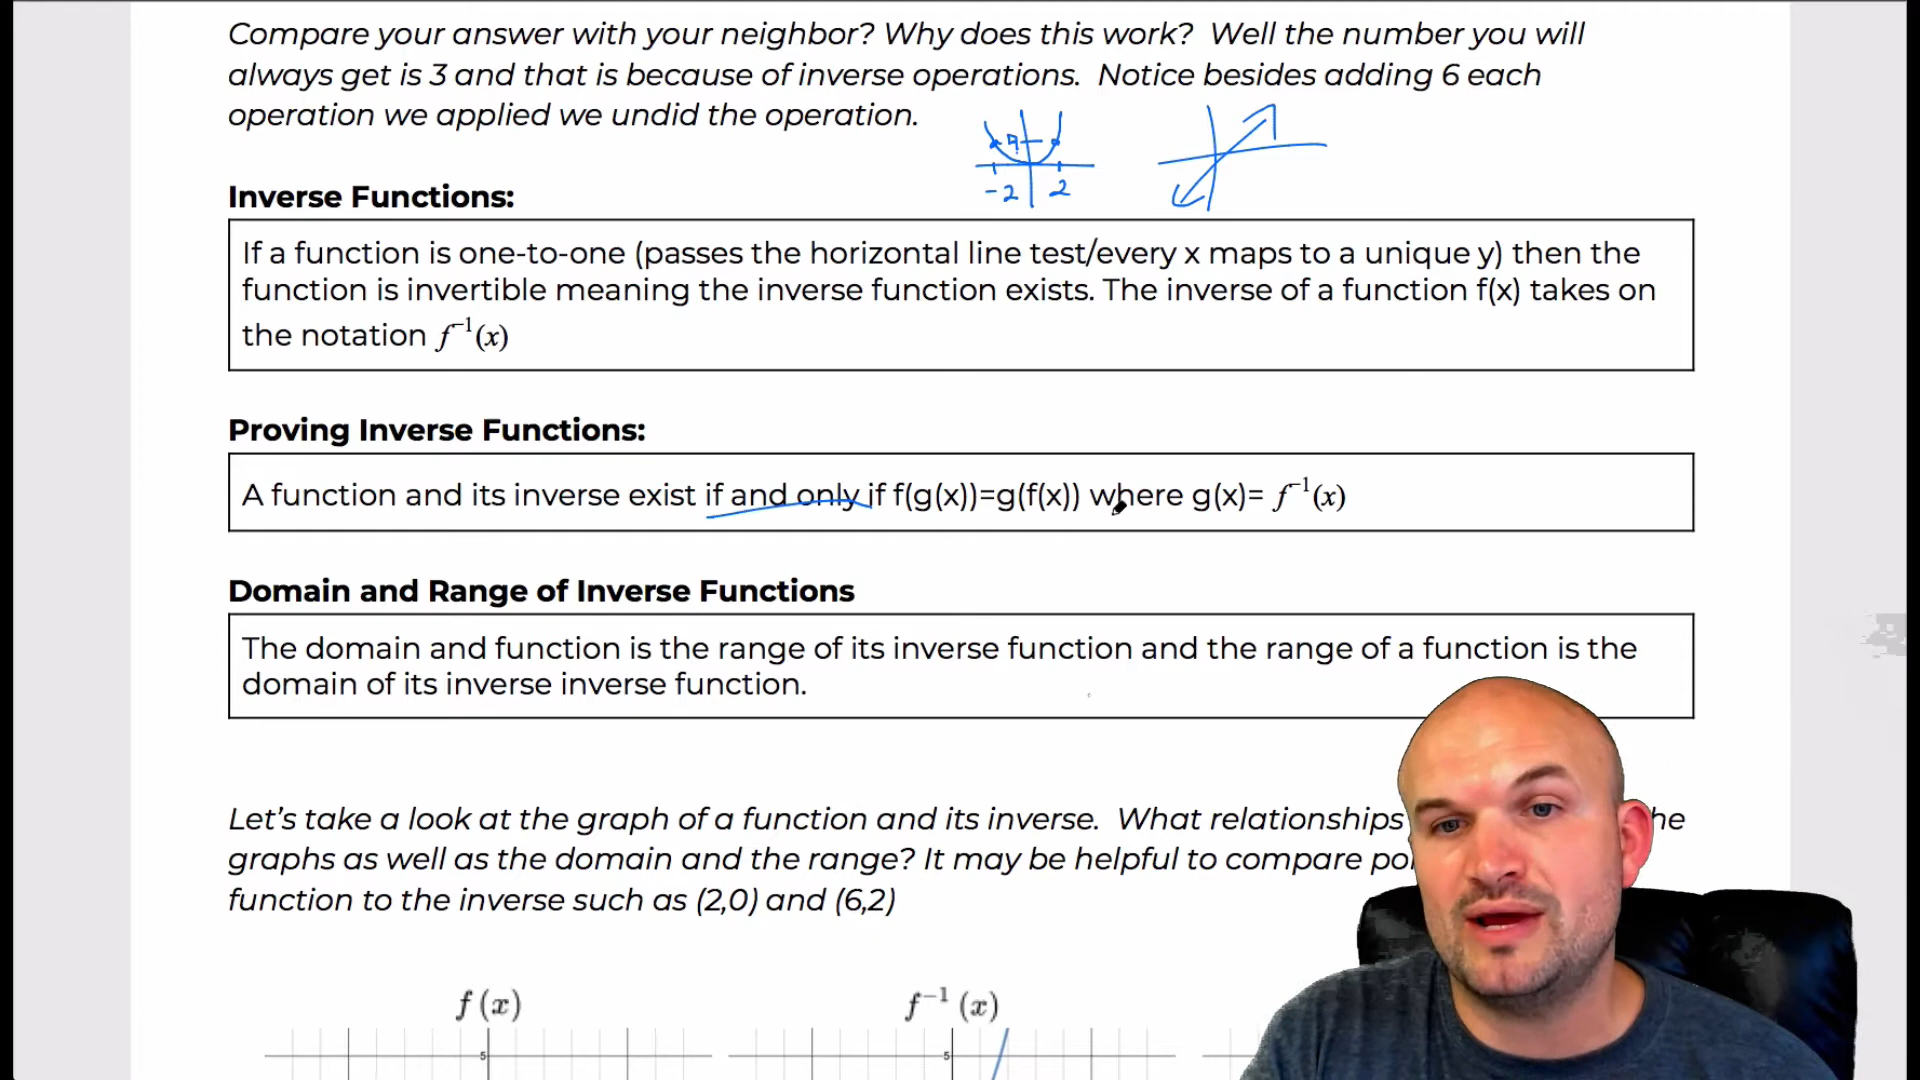 Compare your answer with your neighbor? Why does this work? Well the number you will
always get is 3 and that is because of inverse operations. Notice besides adding 6 each
operation we applied we undid the operation.
4
-2 2
Inverse Functions:
If a function is one-to-one (passes the horizontal line test/every x maps to a unique y) then the
function is invertible meaning the inverse function exists. The inverse of a function f(x) takes on
the notation f⁻¹(x)
Proving Inverse Functions:
A function and its inverse exist if and only if f(g(x))=g(f(x)) where g(x)= f⁻¹(x)
Domain and Range of Inverse Functions
The domain and function is the range of its inverse function and the range of a function is the
domain of its inverse inverse function.
Let's take a look at the graph of a function and its inverse. What relationships he
graphs as well as the domain and the range? It may be helpful to compare po
function to the inverse such as (2,0) and (6,2)
f (x) f⁻¹ (x)
5 5